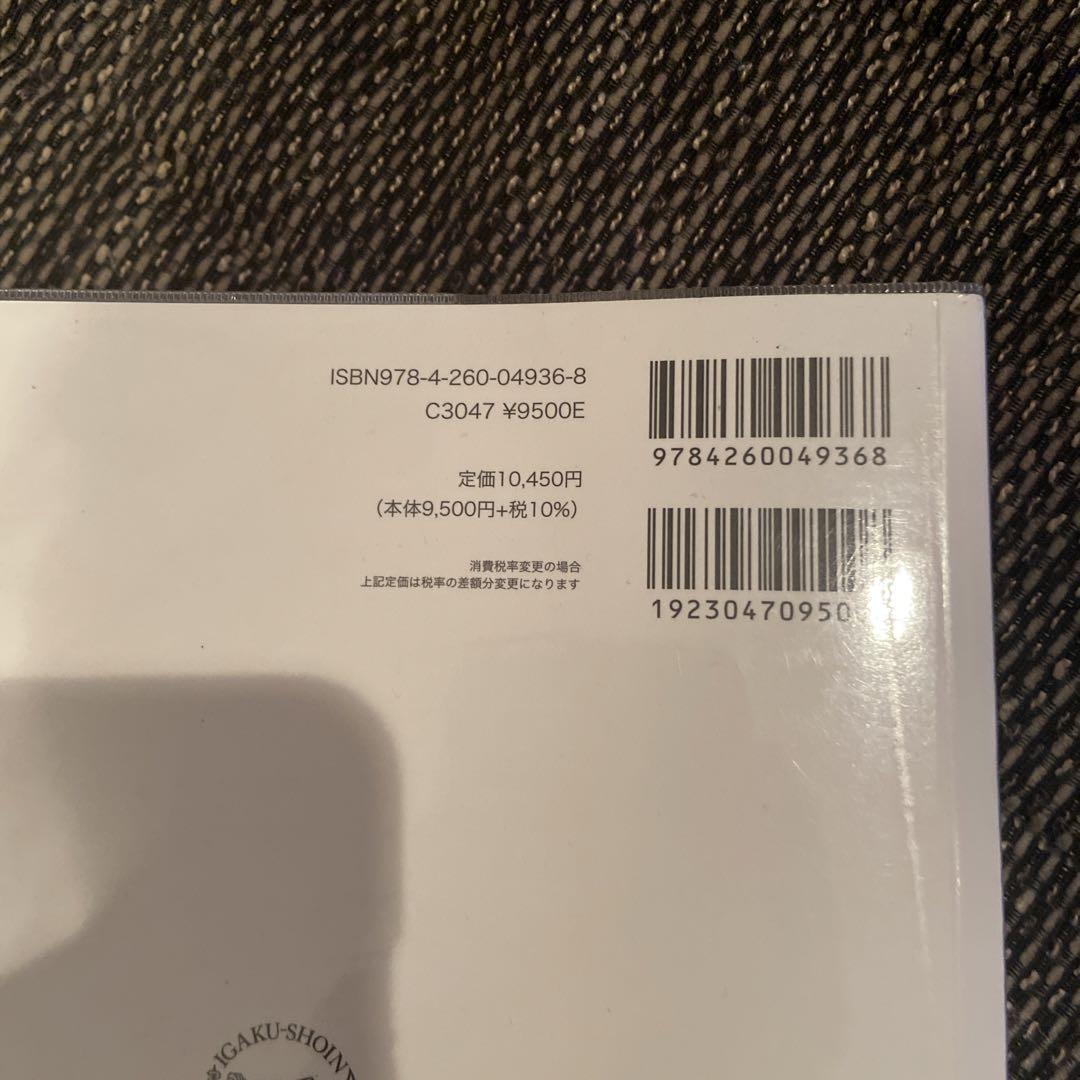 ISBN978-4-260-04936-8
C3047 ¥9500E
定価10,450円
（本体9,500円+税10%）
消費税率変更の場合
上記定価は税率の差額分変更になります
9784260049368
19230470950
IGAKU-SHOIN